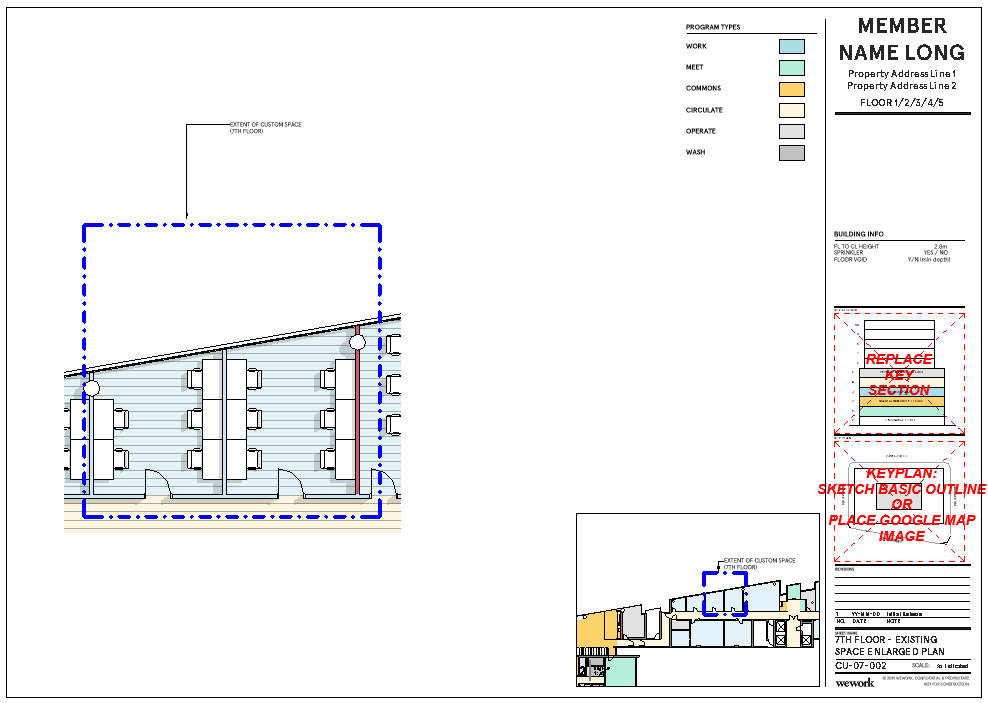 EXTENT OF CUSTOM SPACE
(7TH FLOOR)
PROGRAM TYPES
WORK
MEET
COMMONS
CIRCULATE
OPERATE
WASH
EXTENT OF CUSTOM SPACE
(7TH FLOOR)
MEMBER
NAME LONG
Property Address Line 1
Property Address Line 2
FLOOR 1/2/3/4/5
BUILDING INFO
FL TO CL HEIGHT 2.8m
SPRINKLER YES / NO
FLOOR VOID Y/N (min depth)
REPLACE
KEY
SECTION
KEYPLAN:
SKETCH BASIC OUTLINE
OR
PLACE GOOGLE MAP
IMAGE
REVISIONS
1 YY-MM-DD Initial Release
NO. DATE NOTE
SHEET NAME
7TH FLOOR - EXISTING
SPACE ENLARGED PLAN
CU-07-002 SCALE: As indicated
wework
© 2019 WEWORK. CONFIDENTIAL & PROPRIETARY.
NOT FOR CONSTRUCTION.